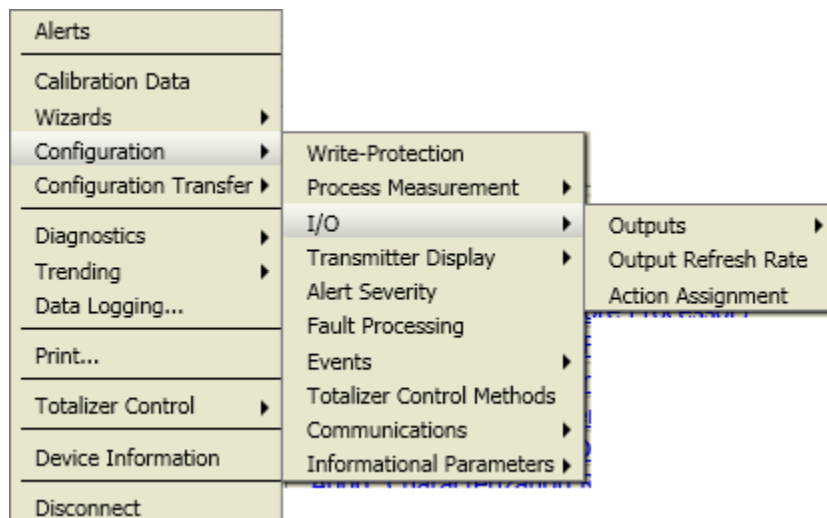 Alerts
Calibration Data
Wizards
Configuration
Configuration Transfer
Diagnostics
Trending
Data Logging...
Print...
Totalizer Control
Device Information
Disconnect
Write-Protection
Process Measurement
I/O
Transmitter Display
Alert Severity
Fault Processing
Events
Totalizer Control Methods
Communications
Informational Parameters
Outputs
Output Refresh Rate
Action Assignment